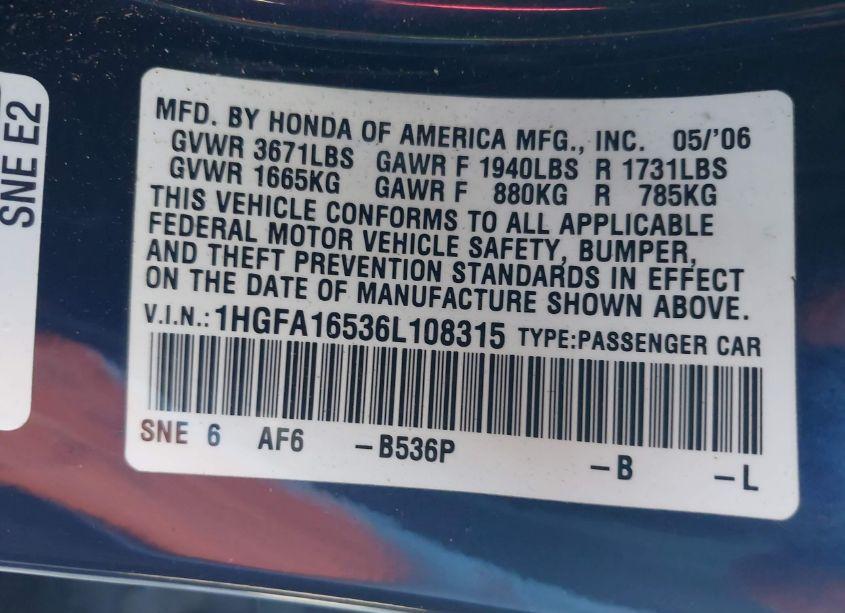 SNE E2
MFD. BY HONDA OF AMERICA MFG., INC. 05/'06
GVWR 3671LBS GAWR F 1940LBS R 1731LBS
GVWR 1665KG GAWR F 880KG R 785KG
THIS VEHICLE CONFORMS TO ALL APPLICABLE
FEDERAL MOTOR VEHICLE SAFETY, BUMPER,
AND THEFT PREVENTION STANDARDS IN EFFECT
ON THE DATE OF MANUFACTURE SHOWN ABOVE.
V.I.N.: 1HGFA16536L108315 TYPE:PASSENGER CAR
SNE 6 AF6 -B536P -B -L